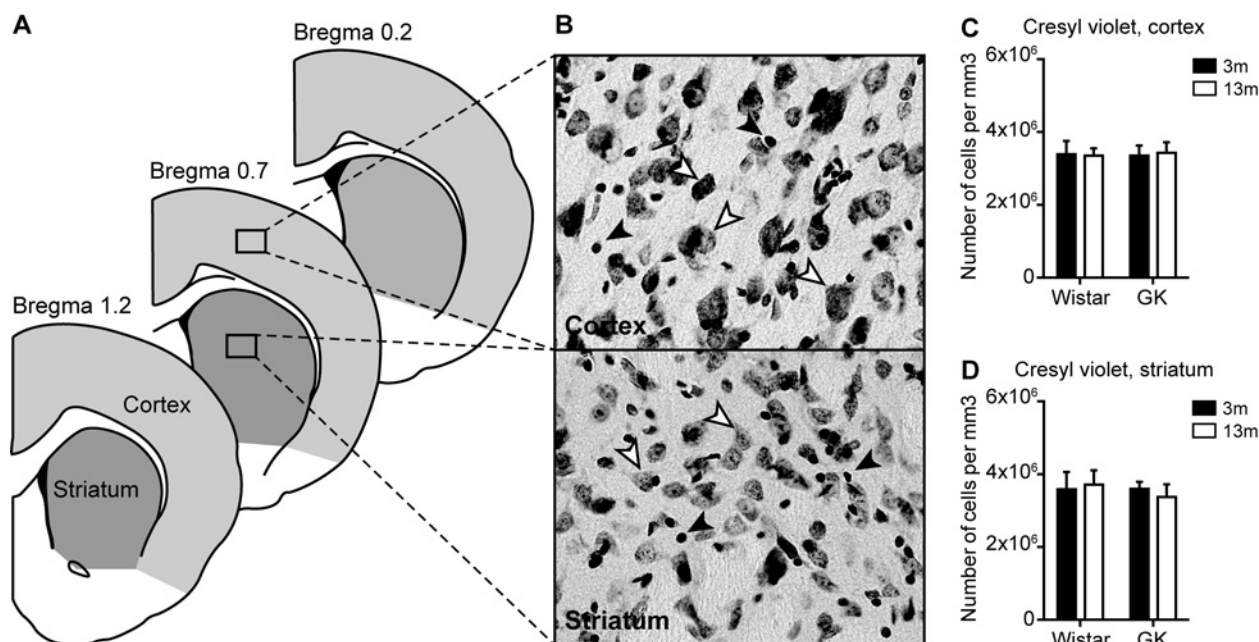 A
Bregma 0.2
Bregma 0.7
Bregma 1.2
Cortex
Striatum
B
Cortex
Striatum
C
Cresyl violet, cortex
Number of cells per mm3
6x10⁶
4x10⁶
2x10⁶
0
3m
13m
Wistar
GK
D
Cresyl violet, striatum
Number of cells per mm3
6x10⁶
4x10⁶
2x10⁶
0
3m
13m
Wistar
GK